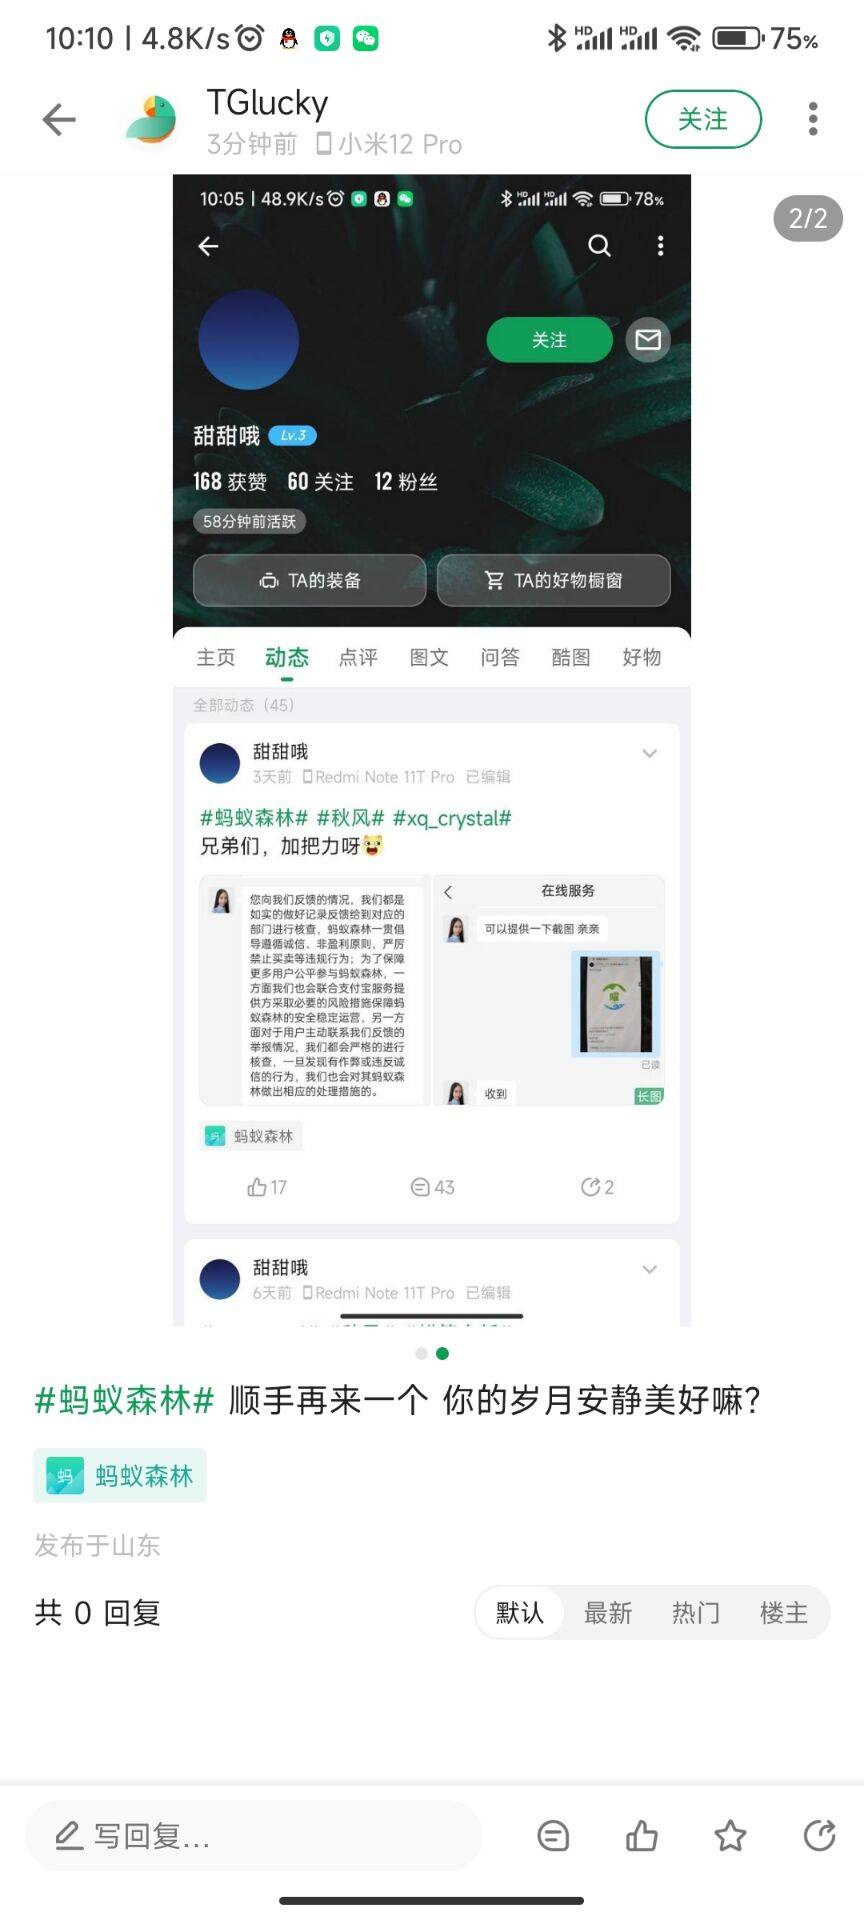 10:10 | 4.8K/s
HD HD 75%
TGlucky
3分钟前 小米12 Pro
关注
2/2
10:05 | 48.9K/s
HD HD 78%
关注
甜甜哦 Lv.3
168 获赞 60 关注 12 粉丝
58分钟前活跃
TA的装备
TA的好物橱窗
主页 动态 点评 图文 问答 酷图 好物
全部动态（45）
甜甜哦
3天前 Redmi Note 11T Pro 已编辑
#蚂蚁森林# #秋风# #xq_crystal#
兄弟们，加把力呀
您向我们反馈的情况，我们都是
如实的做好记录反馈给到对应的
部门进行核查，蚂蚁森林一贯倡
导遵循诚信、非盈利原则，严厉
禁止买卖等违规行为；为了保障
更多用户公平参与蚂蚁森林，一
方面我们也会联合支付宝服务提
供方采取必要的风险措施保障蚂
蚁森林的安全稳定运营，另一方
面对于用户主动联系我们反馈的
举报情况，我们都会严格的进行
核查，一旦发现有作弊或违反诚
信的行为，我们也会对其蚂蚁森
林做出相应的处理措施的。
在线服务
可以提供一下截图 亲亲
已读
收到
长图
蚂 蚂蚁森林
17 43 2
甜甜哦
6天前 Redmi Note 11T Pro 已编辑
#蚂蚁森林# 顺手再来一个 你的岁月安静美好嘛？
蚂 蚂蚁森林
发布于山东
共 0 回复
默认 最新 热门 楼主
写回复...